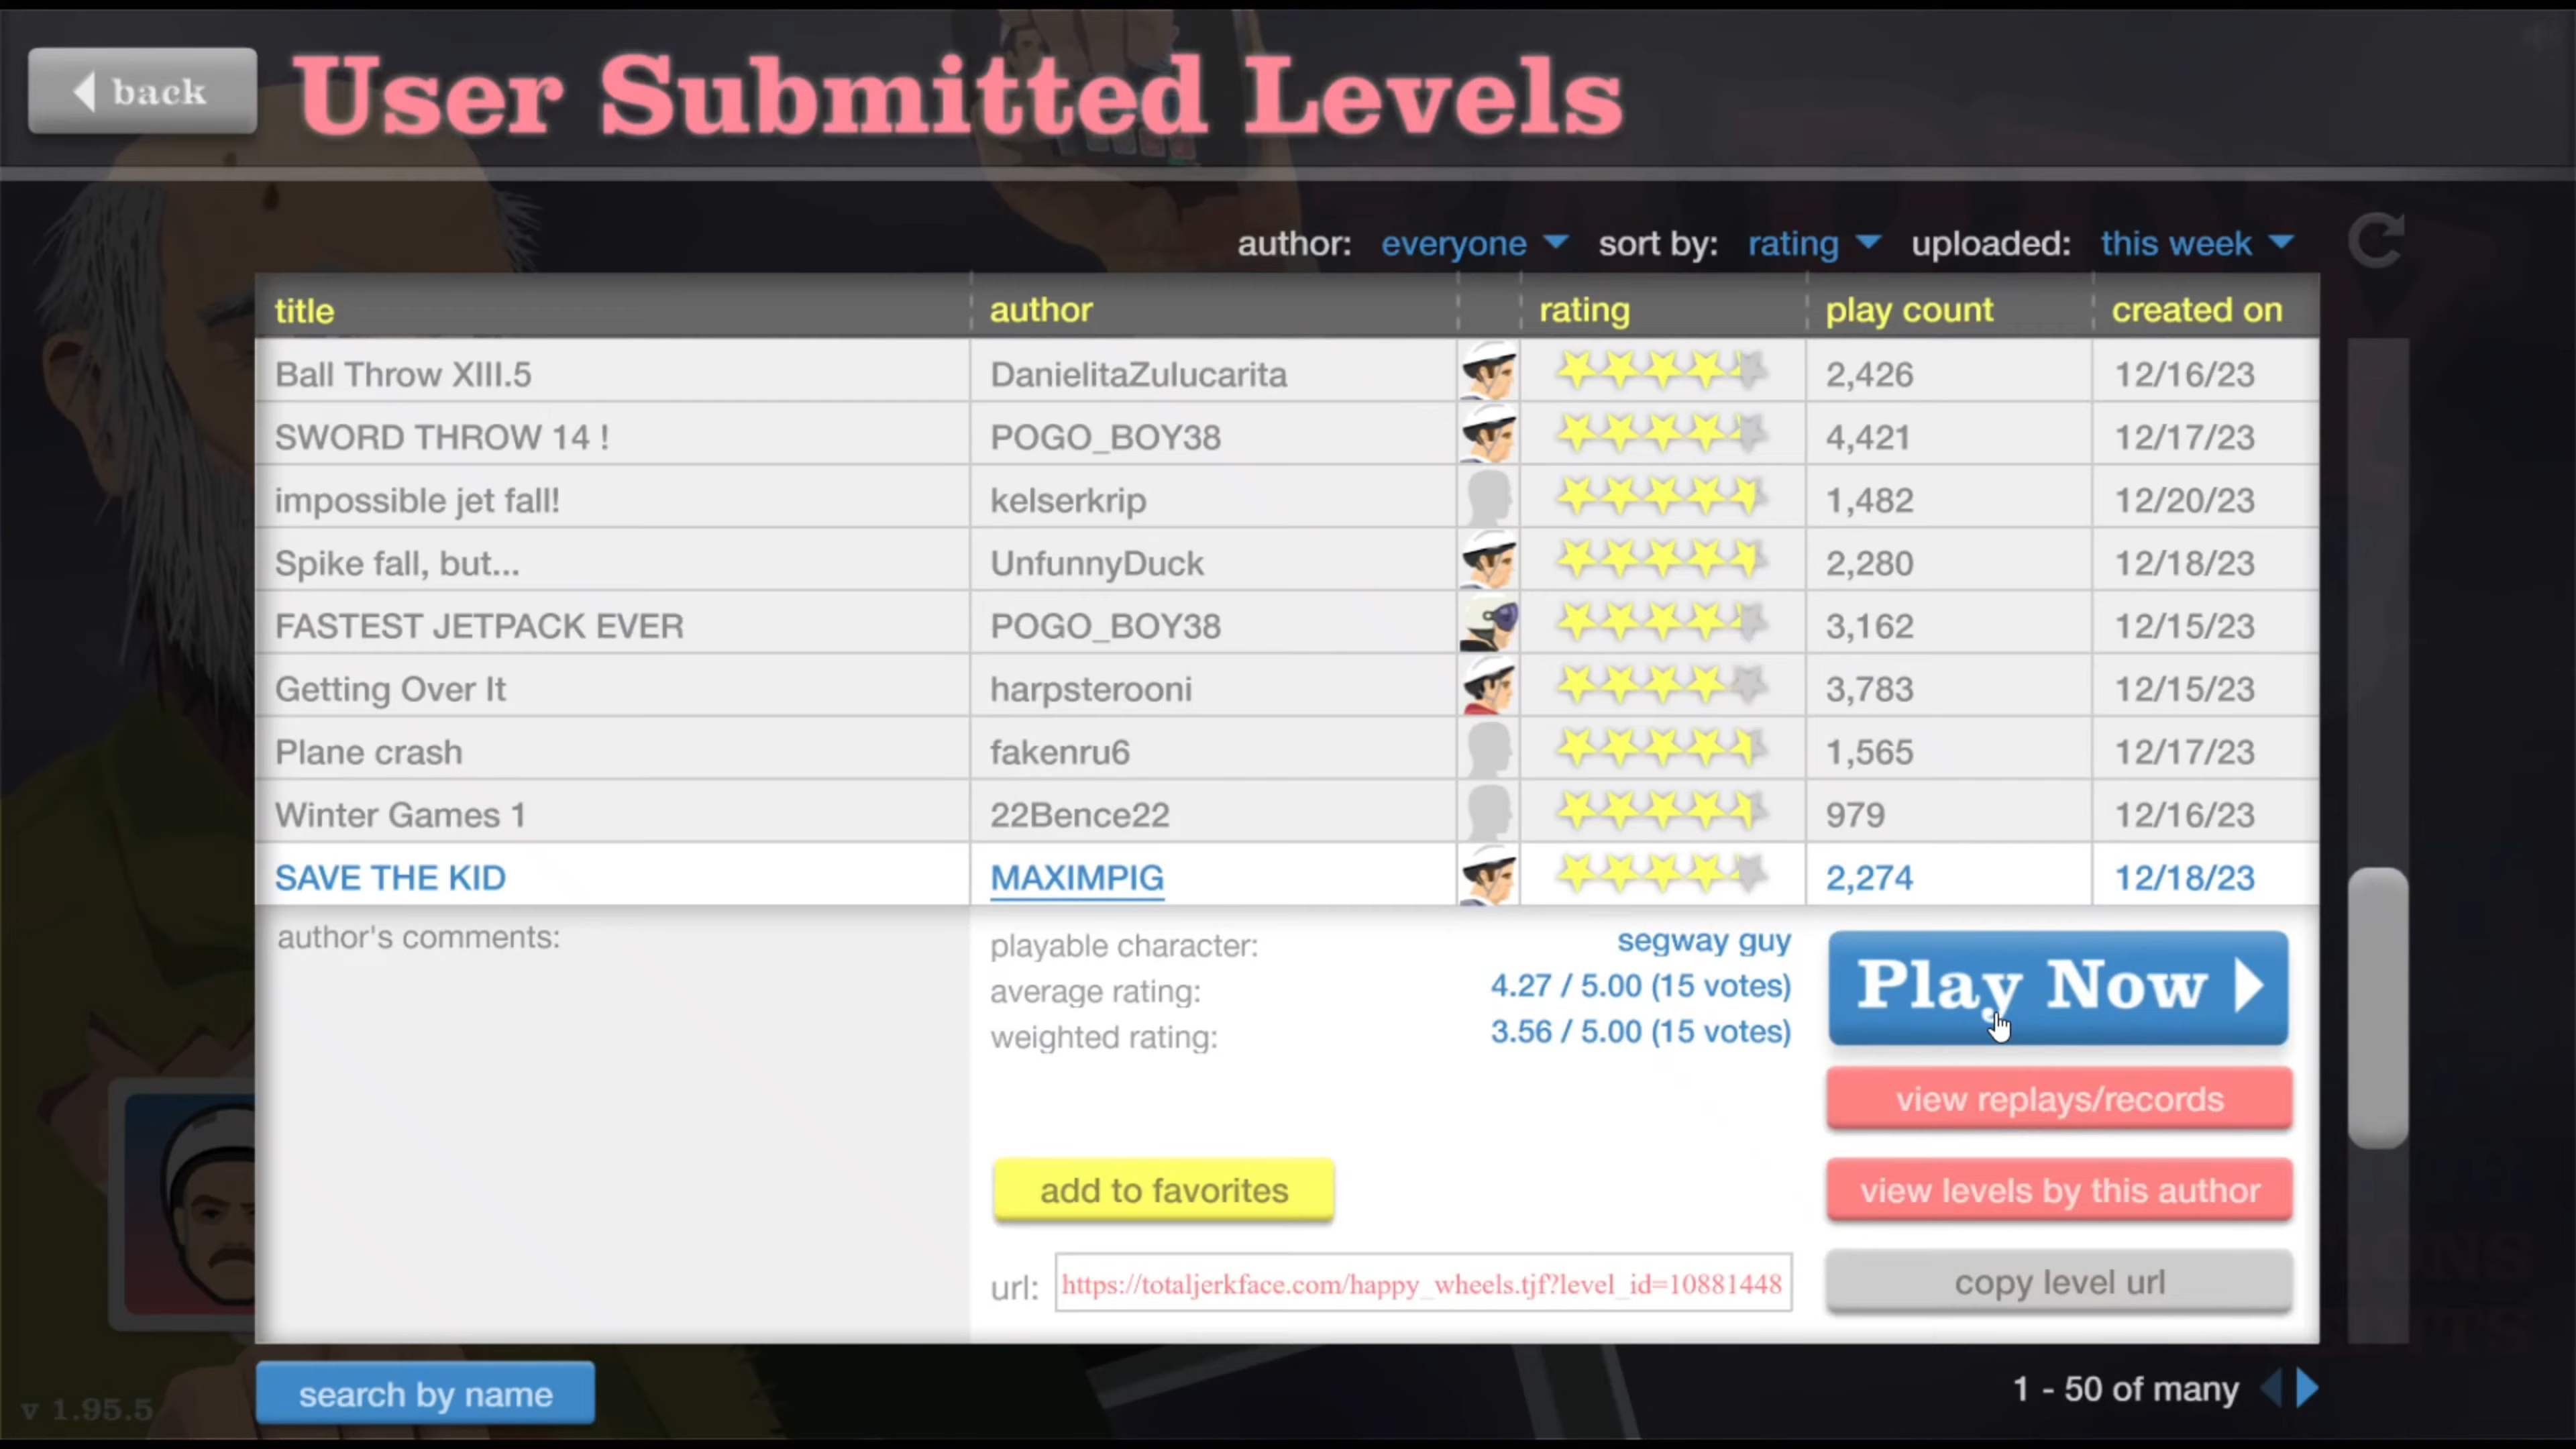 back
User Submitted Levels
author: everyone sort by: rating uploaded: this week
title author rating play count created on
Ball Throw XIII.5 DanielitaZulucarita 2,426 12/16/23
SWORD THROW 14 ! POGO_BOY38 4,421 12/17/23
impossible jet fall! kelserkrip 1,482 12/20/23
Spike fall, but... UnfunnyDuck 2,280 12/18/23
FASTEST JETPACK EVER POGO_BOY38 3,162 12/15/23
Getting Over It harpsterooni 3,783 12/15/23
Plane crash fakenru6 1,565 12/17/23
Winter Games 1 22Bence22 979 12/16/23
SAVE THE KID MAXIMPIG 2,274 12/18/23
author's comments:
playable character: segway guy
average rating: 4.27 / 5.00 (15 votes)
weighted rating: 3.56 / 5.00 (15 votes)
Play Now
view replays/records
add to favorites
view levels by this author
url: https://totaljerkface.com/happy_wheels.tjf?level_id=10881448
copy level url
search by name
1 - 50 of many
v 1.95.5